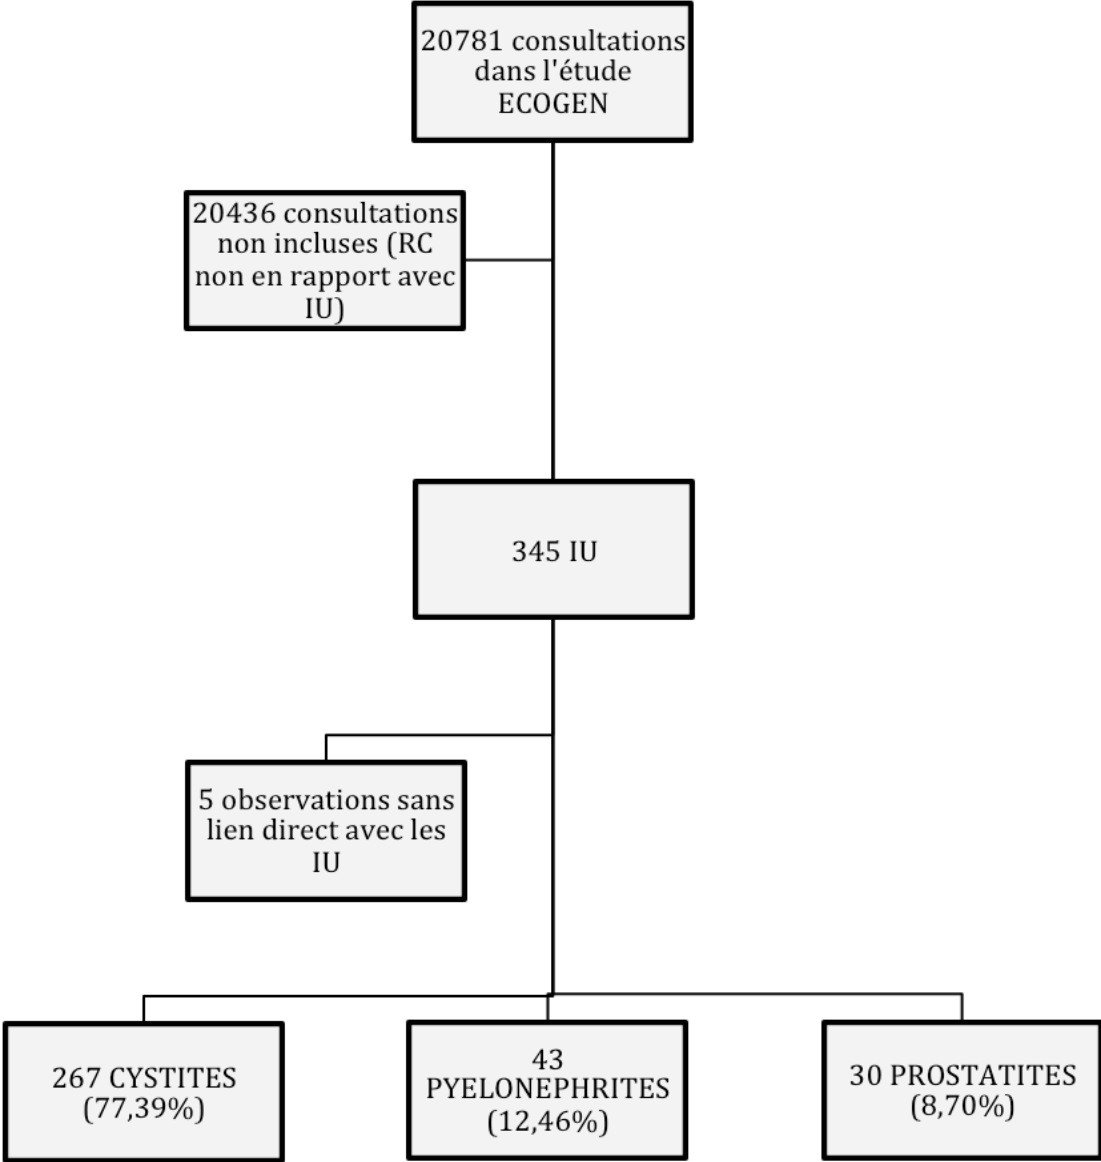 20781 consultations
dans l'étude
ECOGEN
20436 consultations
non incluses (RC
non en rapport avec
IU)
345 IU
5 observations sans
lien direct avec les
IU
267 CYSTITES
(77,39%)
43
PYELONEPHRITES
(12,46%)
30 PROSTATITES
(8,70%)